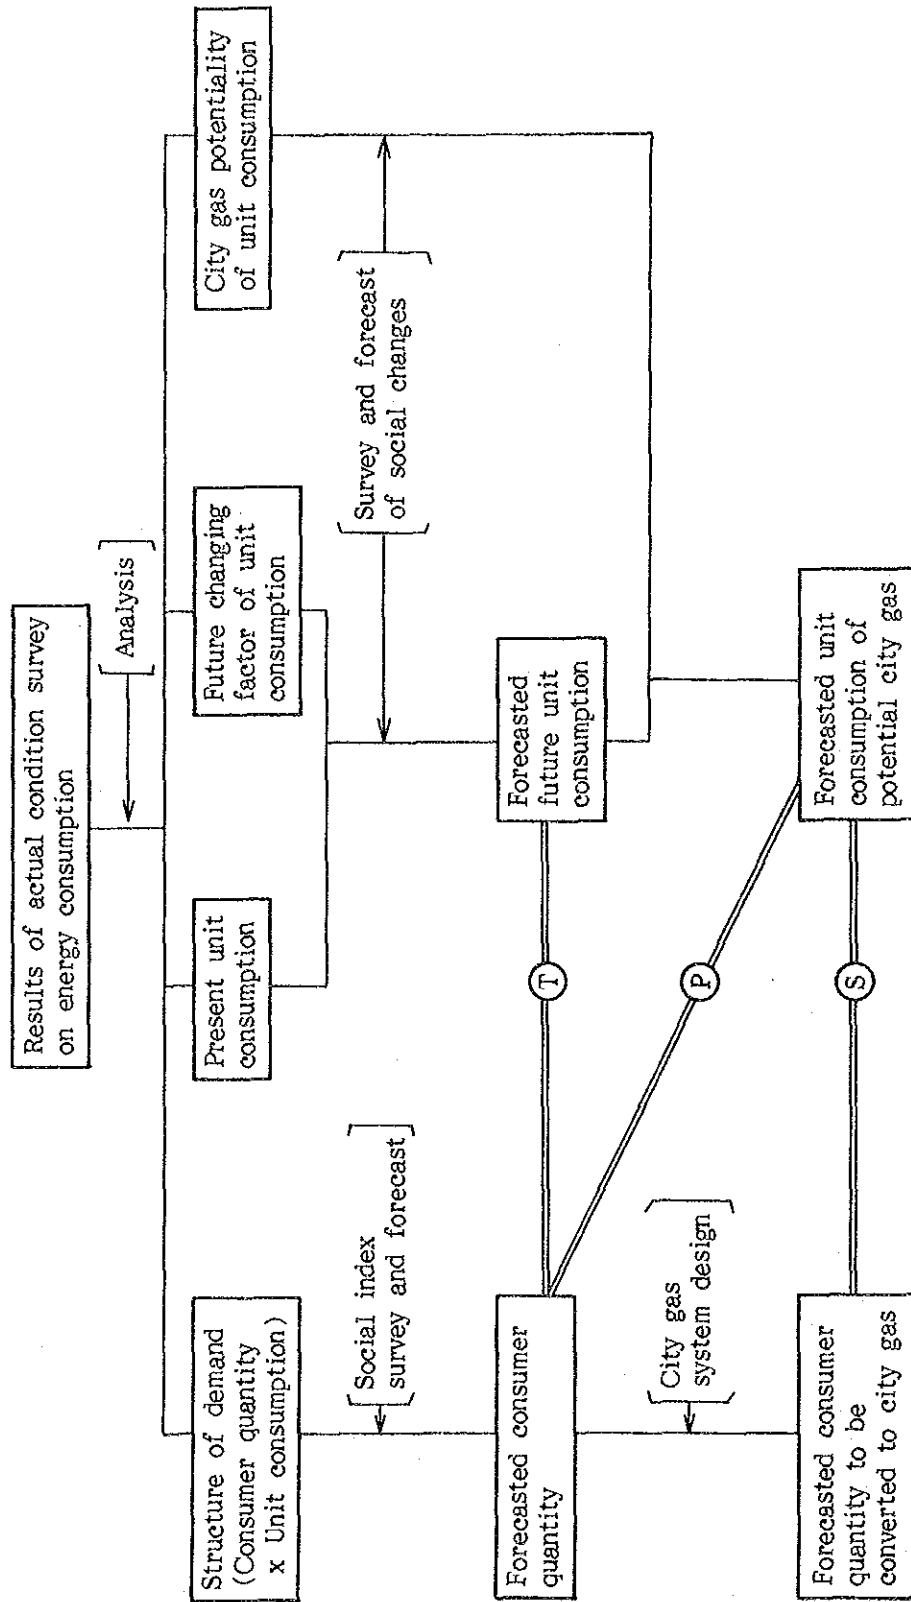 Results of actual condition survey
on energy consumption
Analysis
Structure of demand
(Consumer quantity
x Unit consumption)
Present unit
consumption
Future changing
factor of unit
consumption
City gas potentiality
of unit consumption
Social index
survey and forecast
Survey and forecast
of social changes
Forecasted consumer
quantity
T
Forecasted
future unit
consumption
City gas
system design
P
Forecasted consumer
quantity to be
converted to city gas
S
Forecasted unit
consumption of
potential city gas